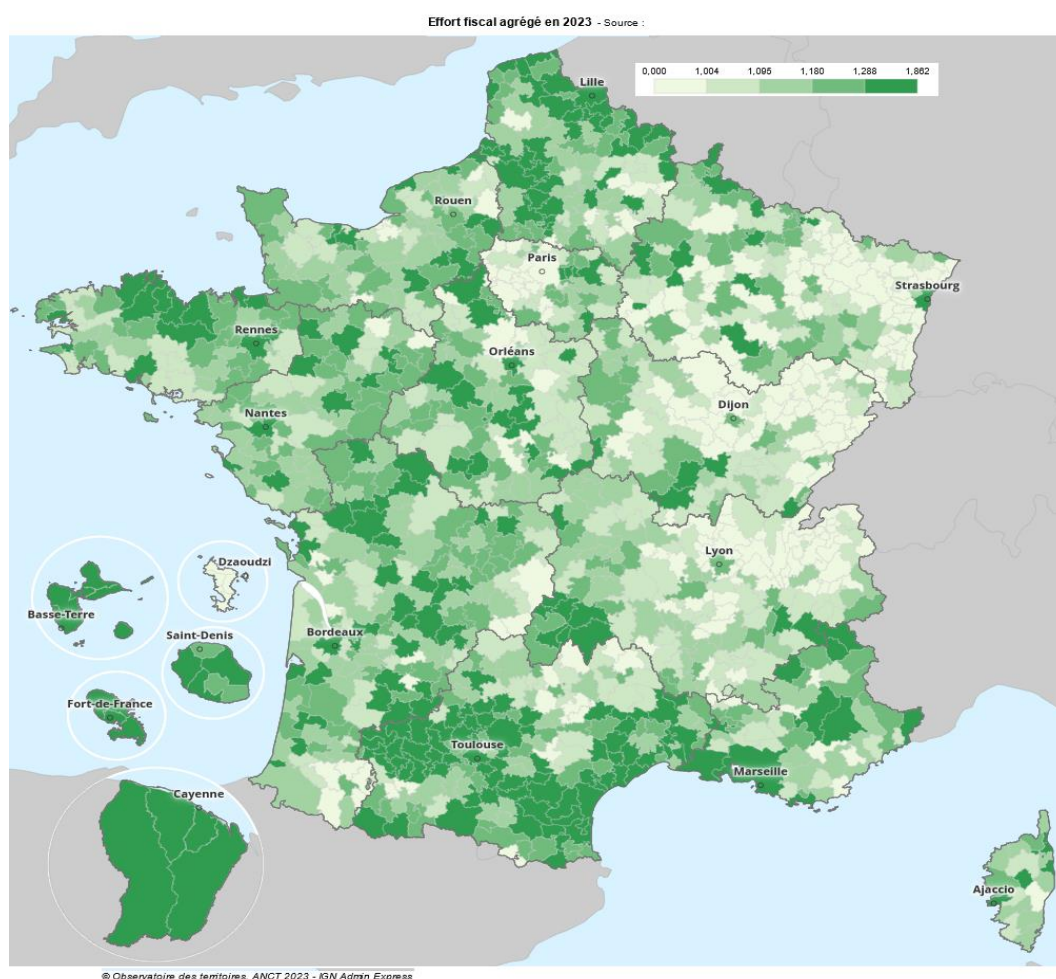 Effort fiscal agrégé en 2023 - Source :
0,000 1,004 1,095 1,180 1,288 1,862
Lille
Rouen
Paris
Strasbourg
Rennes
Orléans
Dijon
Nantes
Lyon
Dzaoudzi
Basse-Terre
Saint-Denis
Bordeaux
Fort-de-France
Toulouse
Marseille
Cayenne
Ajaccio
© Observatoire des territoires, ANCT 2023 - IGN Admin Express